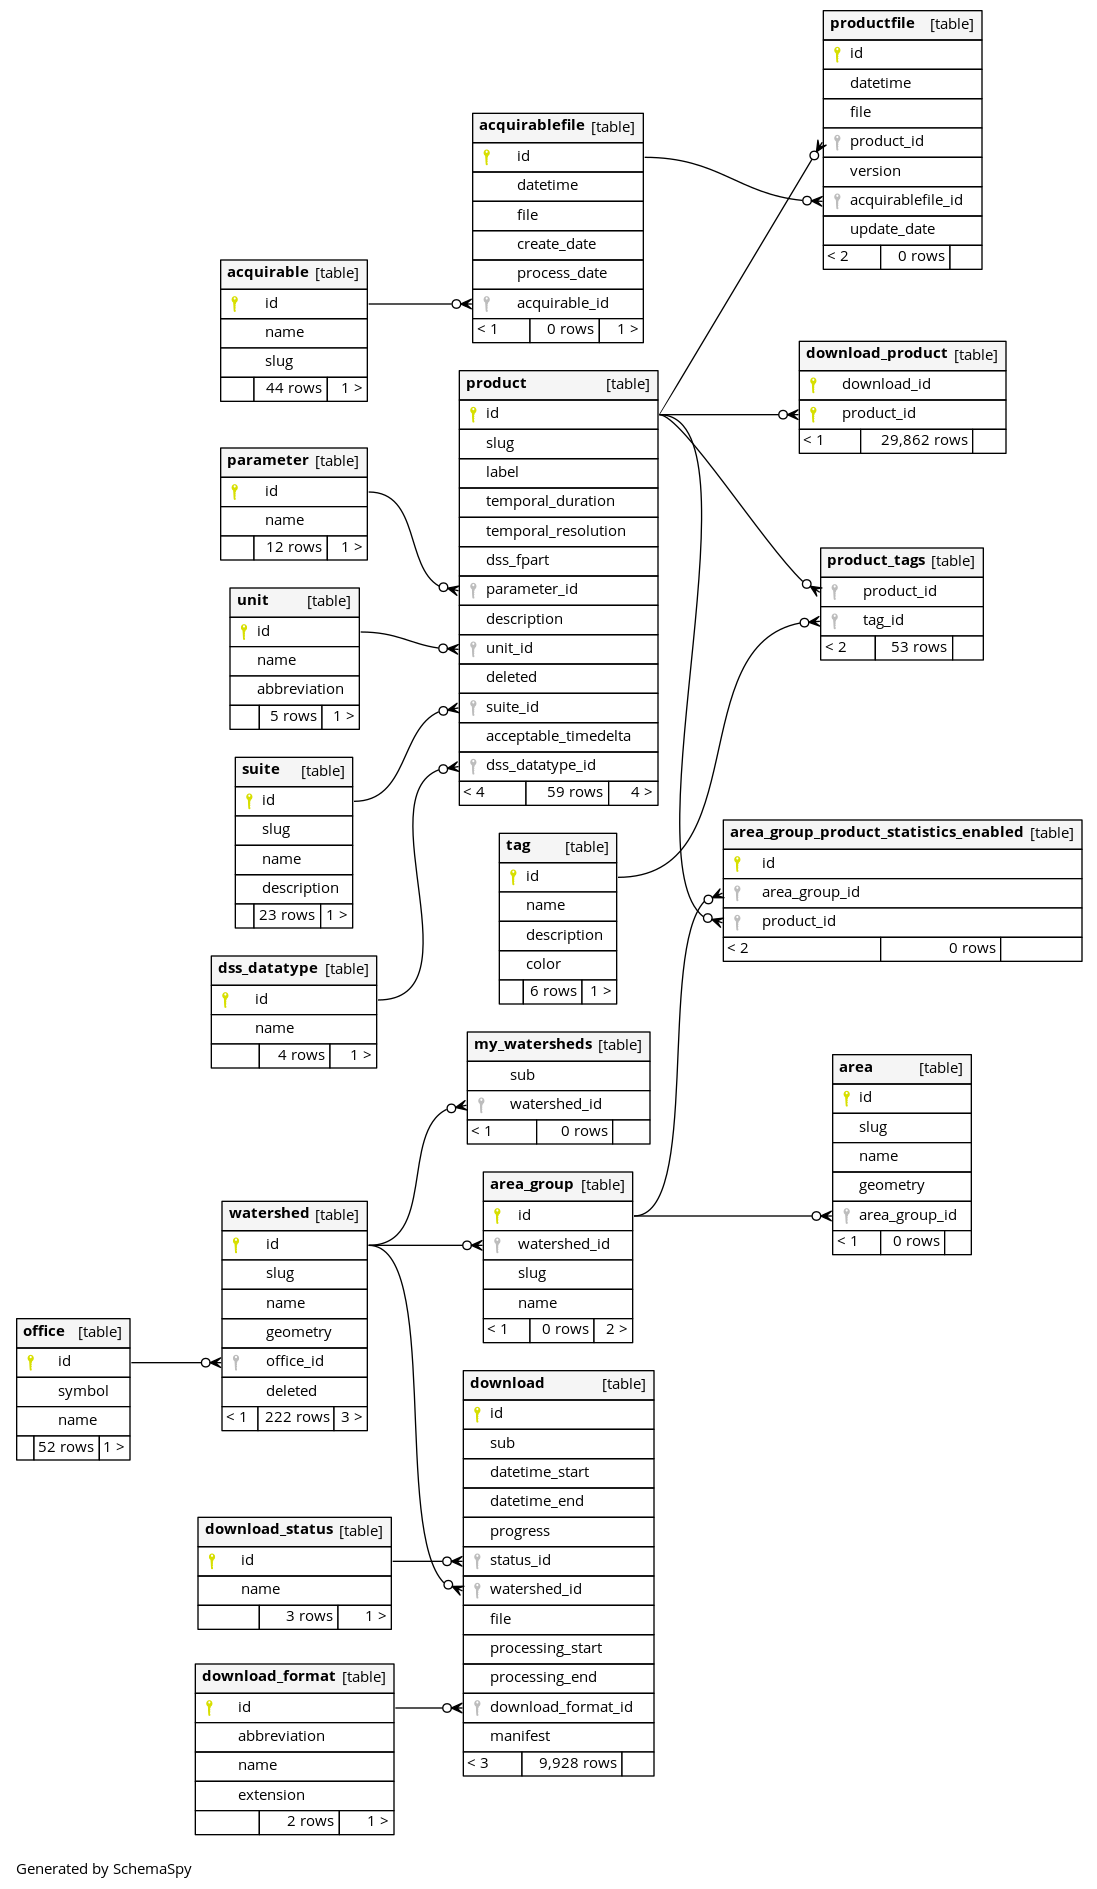 productfile [table]
id
datetime
file
product_id
version
acquirablefile_id
update_date
< 2 0 rows
acquirablefile [table]
id
datetime
file
create_date
process_date
acquirable_id
< 1 0 rows 1 >
acquirable [table]
id
name
slug
44 rows 1 >
download_product [table]
download_id
product_id
< 1 29,862 rows
product [table]
id
slug
label
temporal_duration
temporal_resolution
dss_fpart
parameter_id
description
unit_id
deleted
suite_id
acceptable_timedelta
dss_datatype_id
< 4 59 rows 4 >
parameter [table]
id
name
12 rows 1 >
product_tags [table]
product_id
tag_id
< 2 53 rows
unit [table]
id
name
abbreviation
5 rows 1 >
suite [table]
id
slug
name
description
23 rows 1 >
tag [table]
id
name
description
color
6 rows 1 >
area_group_product_statistics_enabled [table]
id
area_group_id
product_id
< 2 0 rows
dss_datatype [table]
id
name
4 rows 1 >
my_watersheds [table]
sub
watershed_id
< 1 0 rows
area [table]
id
slug
name
geometry
area_group_id
< 1 0 rows
area_group [table]
id
watershed_id
slug
name
< 1 0 rows 2 >
watershed [table]
id
slug
name
geometry
office_id
deleted
< 1 222 rows 3 >
office [table]
id
symbol
name
52 rows 1 >
download [table]
id
sub
datetime_start
datetime_end
progress
status_id
watershed_id
file
processing_start
processing_end
download_format_id
manifest
< 3 9,928 rows
download_status [table]
id
name
3 rows 1 >
download_format [table]
id
abbreviation
name
extension
2 rows 1 >
Generated by SchemaSpy